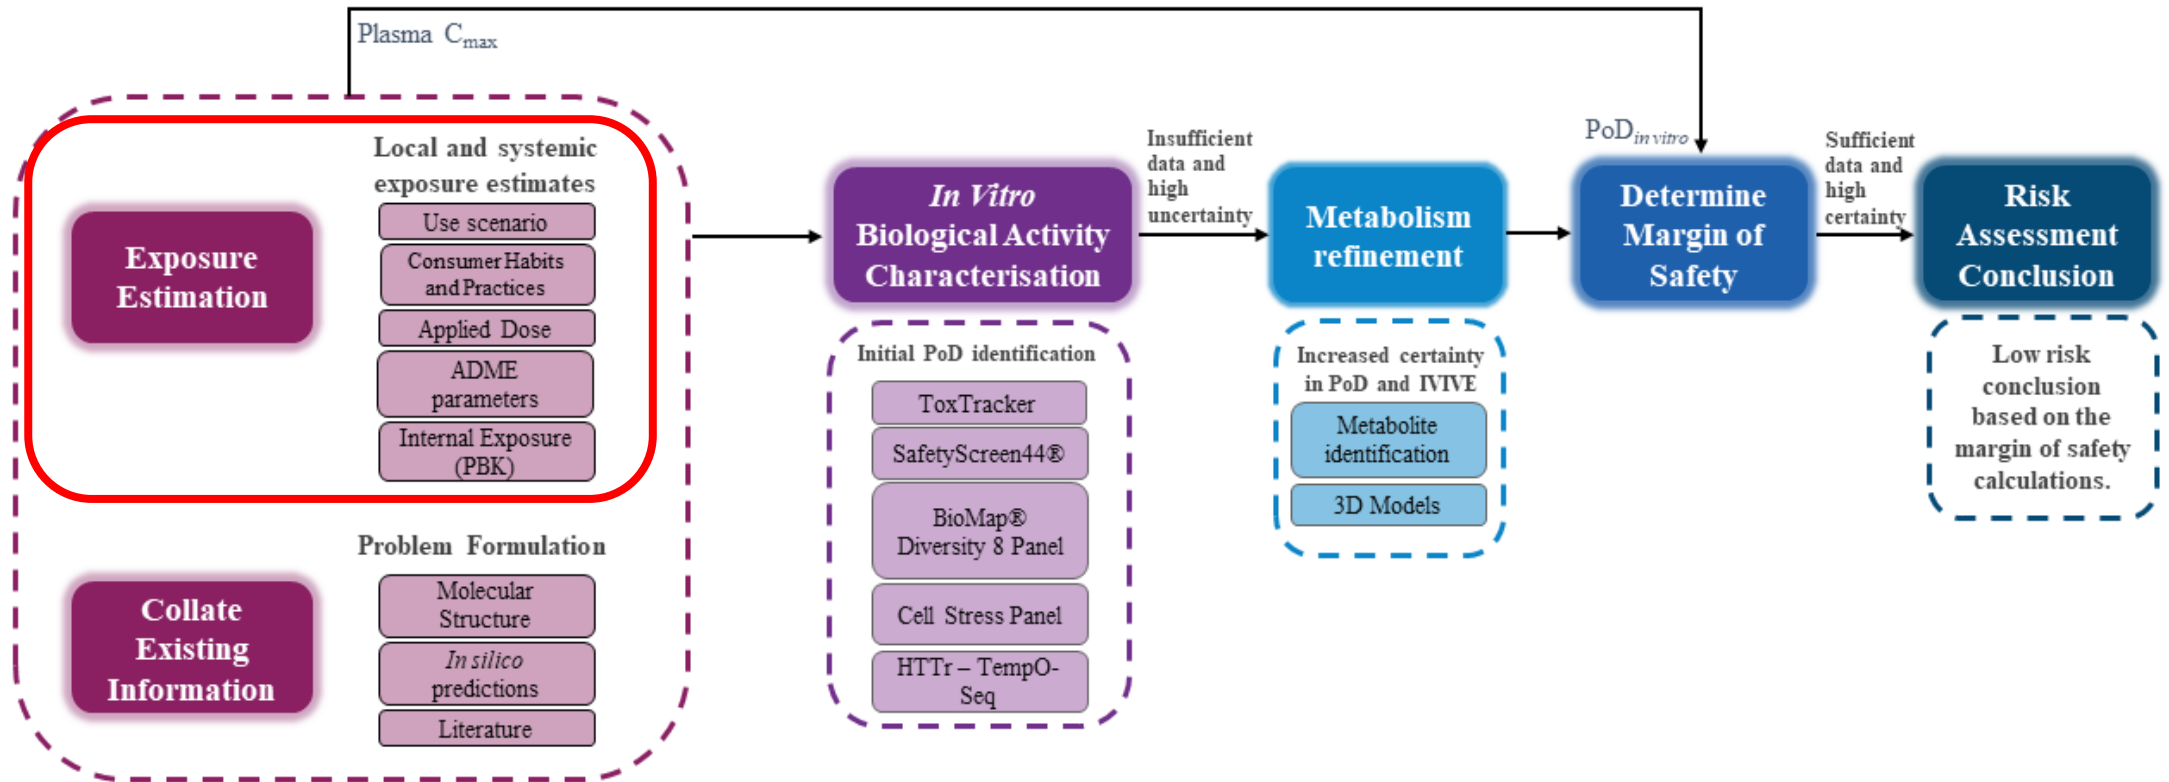 Plasma Cmax
Local and systemic
exposure estimates
Exposure
Estimation
Use scenario
Consumer Habits
and Practices
Applied Dose
ADME
parameters
Internal Exposure
(PBK)
Problem Formulation
Collate
Existing
Information
Molecular
Structure
In silico
predictions
Literature
In Vitro
Biological Activity
Characterisation
Initial PoD identification
ToxTracker
SafetyScreen44®
BioMap®
Diversity 8 Panel
Cell Stress Panel
HTTr – TempO-
Seq
Insufficient
data and
high
uncertainty
Metabolism
refinement
Increased certainty
in PoD and IVIVE
Metabolite
identification
3D Models
PoDin vitro
Determine
Margin of
Safety
Sufficient
data and
high
certainty
Risk
Assessment
Conclusion
Low risk
conclusion
based on the
margin of safety
calculations.